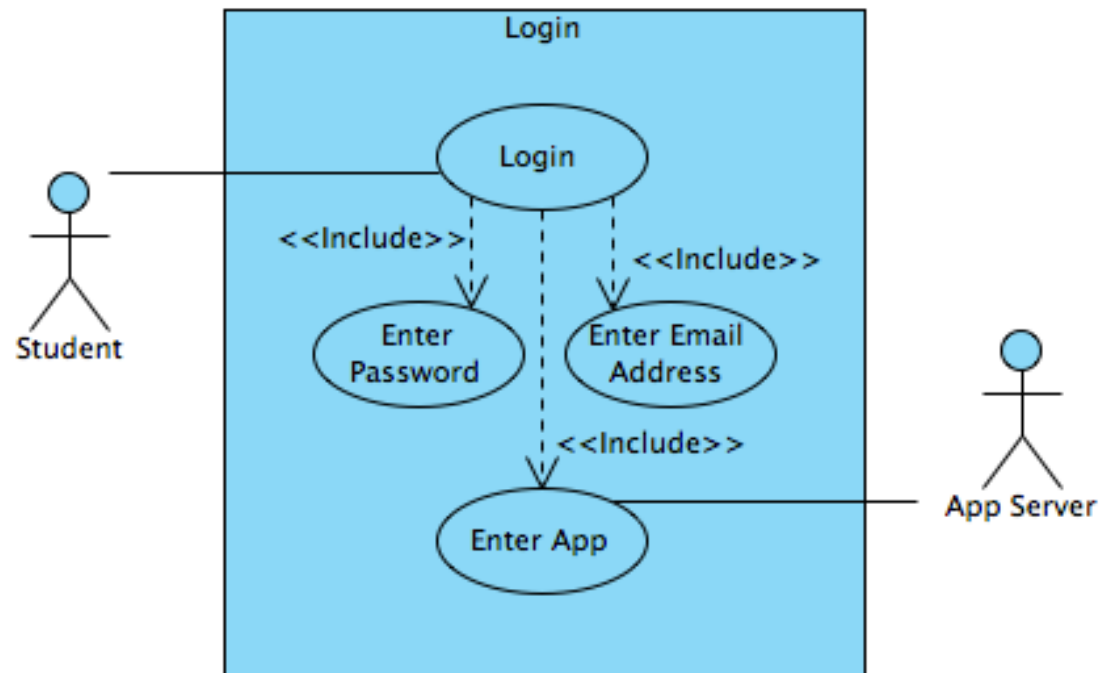 Login
Login
<<Include>>
<<Include>>
Enter
Password
Enter Email
Address
Student
<<Include>>
App Server
Enter App